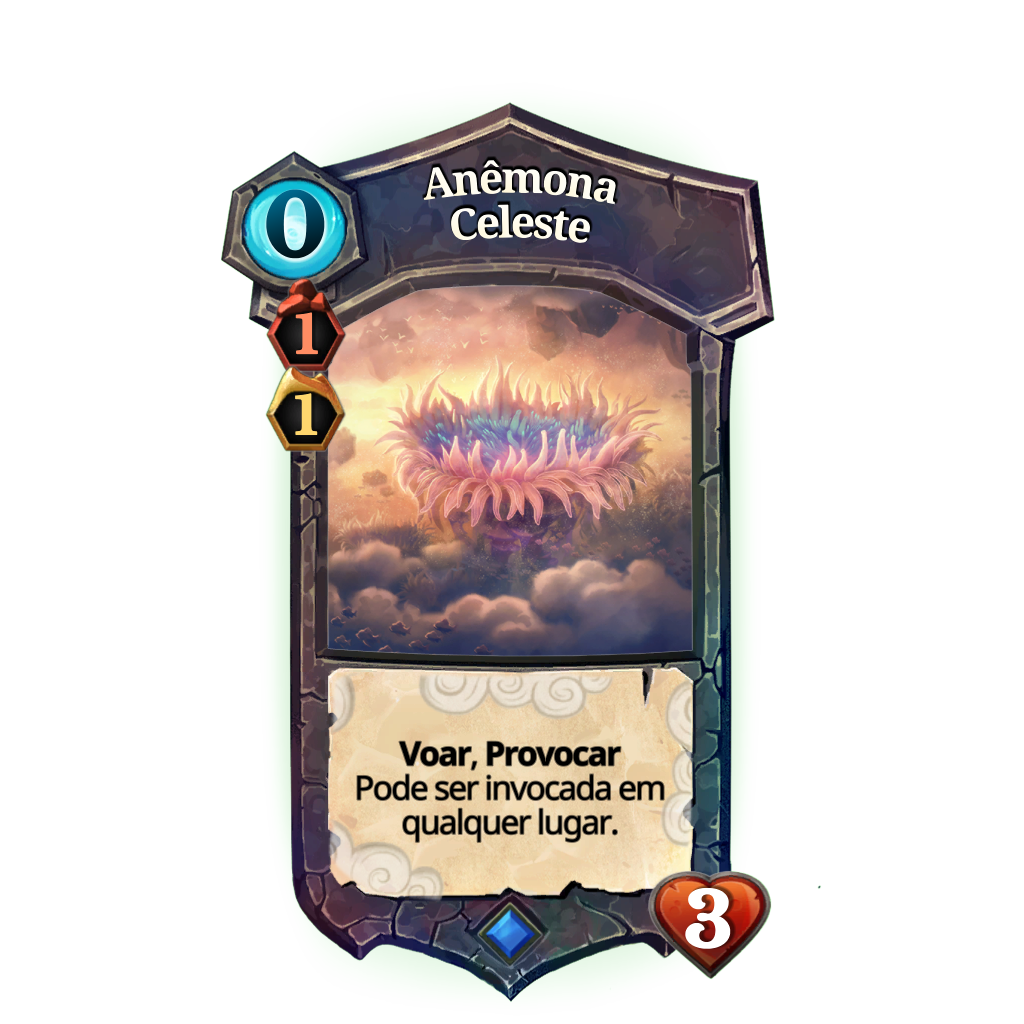 Anêmona
Celeste
0
1
1
Voar, Provocar
Pode ser invocada em
qualquer lugar.
3